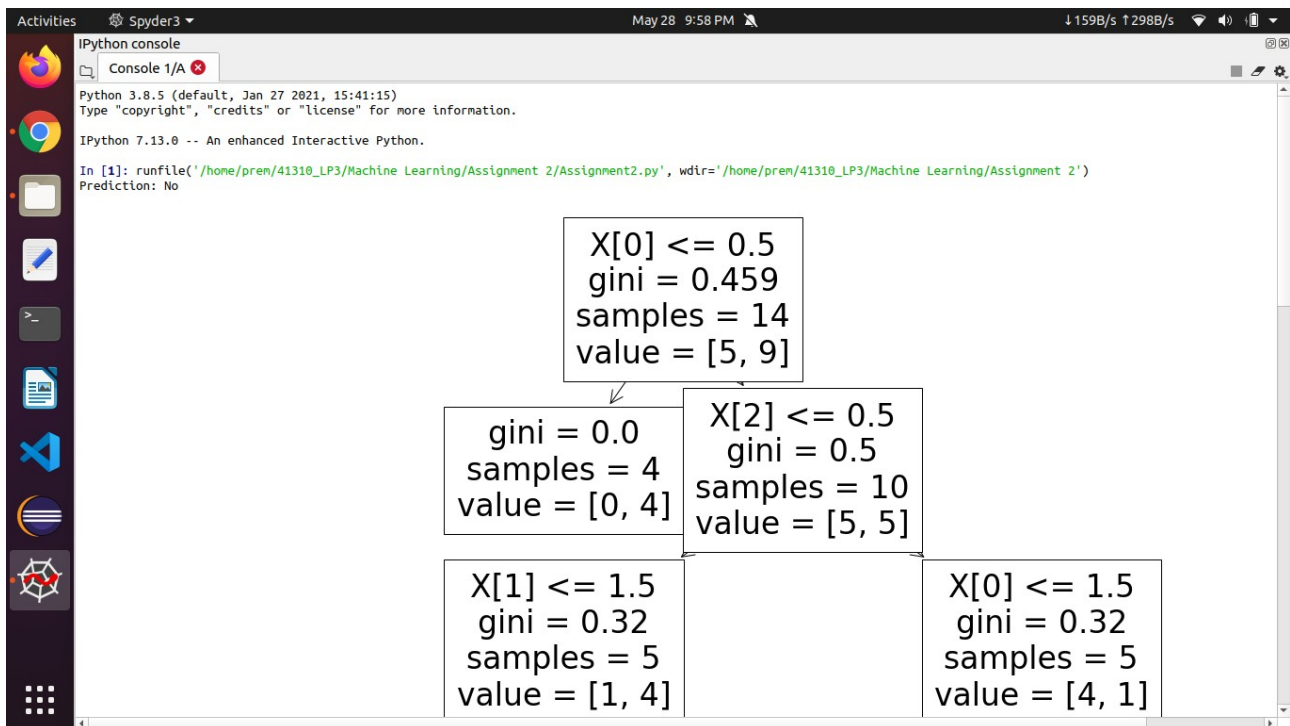 Activities Spyder3 May 28 9:58 PM ↓159B/s ↑298B/s
IPython console
Console 1/A
Python 3.8.5 (default, Jan 27 2021, 15:41:15)
Type "copyright", "credits" or "license" for more information.
IPython 7.13.0 -- An enhanced Interactive Python.
In [1]: runfile('/home/prem/41310_LP3/Machine Learning/Assignment 2/Assignment2.py', wdir='/home/prem/41310_LP3/Machine Learning/Assignment 2')
Prediction: No
X[0] <= 0.5
gini = 0.459
samples = 14
value = [5, 9]
gini = 0.0
samples = 4
value = [0, 4]
X[2] <= 0.5
gini = 0.5
samples = 10
value = [5, 5]
X[1] <= 1.5
gini = 0.32
samples = 5
value = [1, 4]
X[0] <= 1.5
gini = 0.32
samples = 5
value = [4, 1]